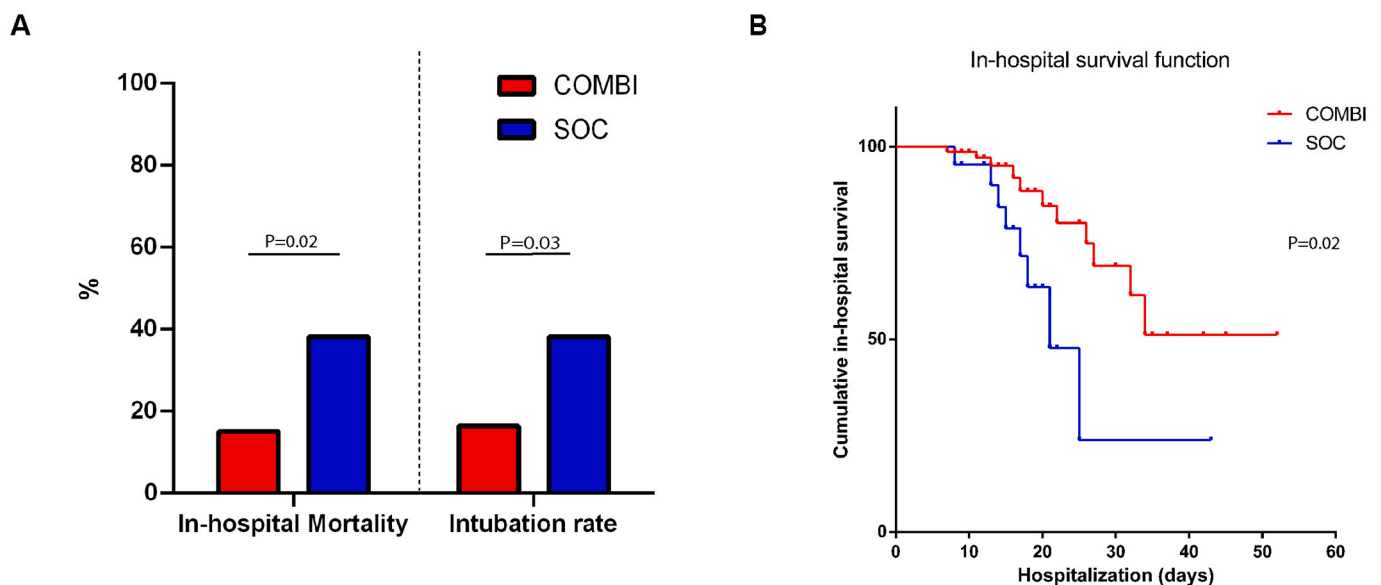 A
100
80
60
40
20
0
%
COMBI
SOC
P=0.02
P=0.03
In-hospital Mortality
Intubation rate
B
In-hospital survival function
COMBI
SOC
P=0.02
Cumulative in-hospital survival
100
50
0
0 10 20 30 40 50 60
Hospitalization (days)